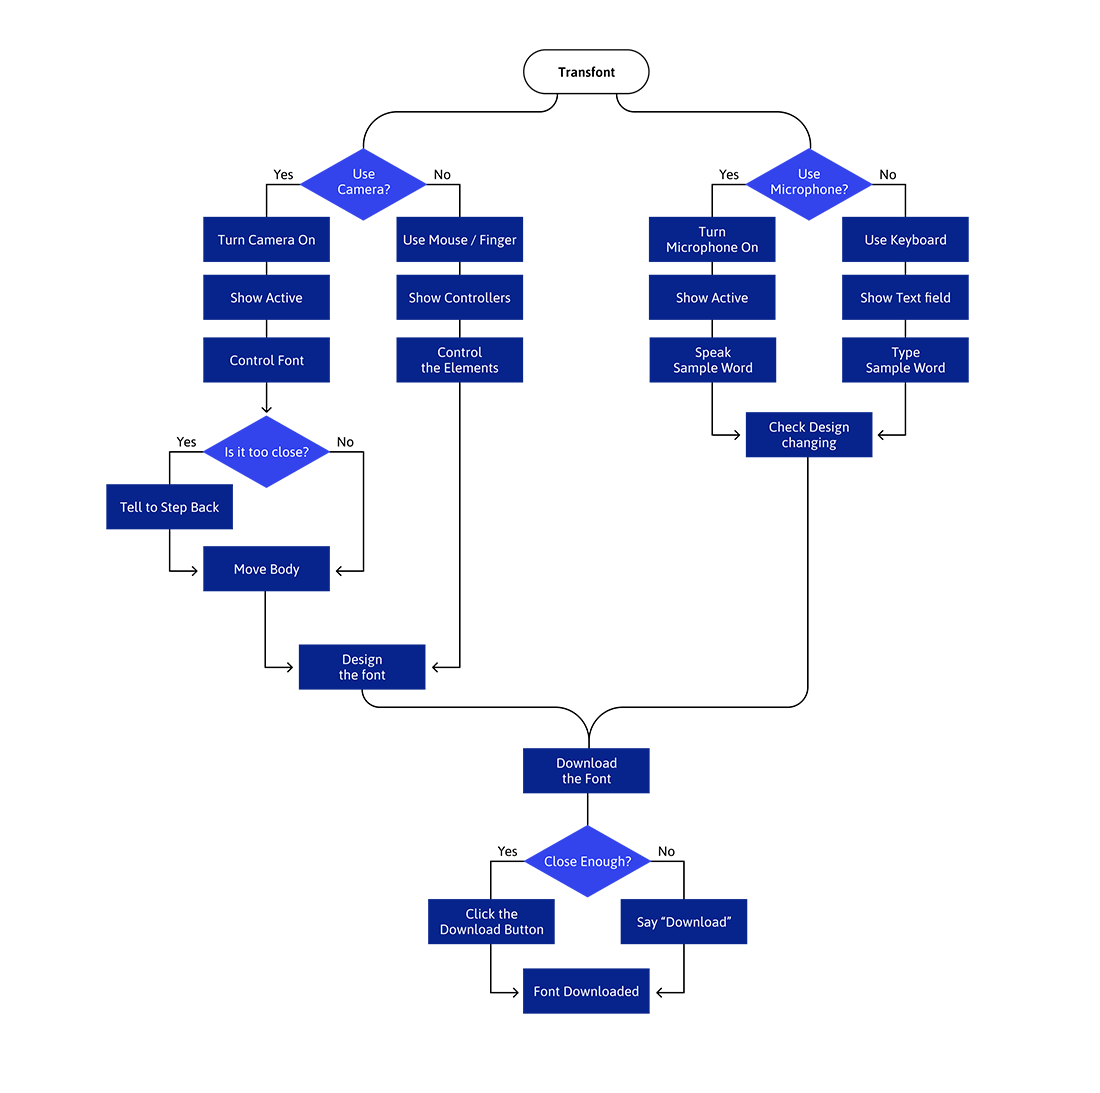 Transfont
Use
Camera?
Yes
No
Use
Microphone?
Yes
No
Turn Camera On
Use Mouse / Finger
Turn
Microphone On
Use Keyboard
Show Active
Show Controllers
Show Active
Show Text field
Control Font
Control
the Elements
Speak
Sample Word
Type
Sample Word
Check Design
changing
Yes
Is it too close?
No
Tell to Step Back
Move Body
Design
the font
Download
the Font
Yes
Close Enough?
No
Click the
Download Button
Say “Download”
Font Downloaded